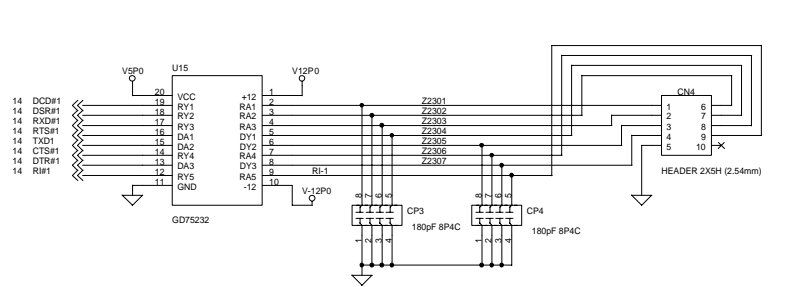 U15
CN4
V5P0
V12P0
14 DCD#1
14 DSR#1
14 RXD#1
14 RTS#1
14 TXD1
14 CTS#1
14 DTR#1
14 RI#1
20 VCC +12 1
19 RY1 RA1 2 Z2301
18 RY2 RA2 3 Z2302
17 RY3 RA3 4 Z2303
16 DA1 DY1 5 Z2304
15 DA2 DY2 6 Z2305
14 RY4 RA4 7 Z2306
13 DA3 DY3 8 Z2307
12 RY5 RA5 9 RI-1
11 GND -12 10
V-12P0
GD75232
1 6
2 7
3 8
4 9
5 10
HEADER 2X5H (2.54mm)
8 7 6 5
CP3
180pF 8P4C
1 2 3 4
8 7 6 5
CP4
180pF 8P4C
1 2 3 4